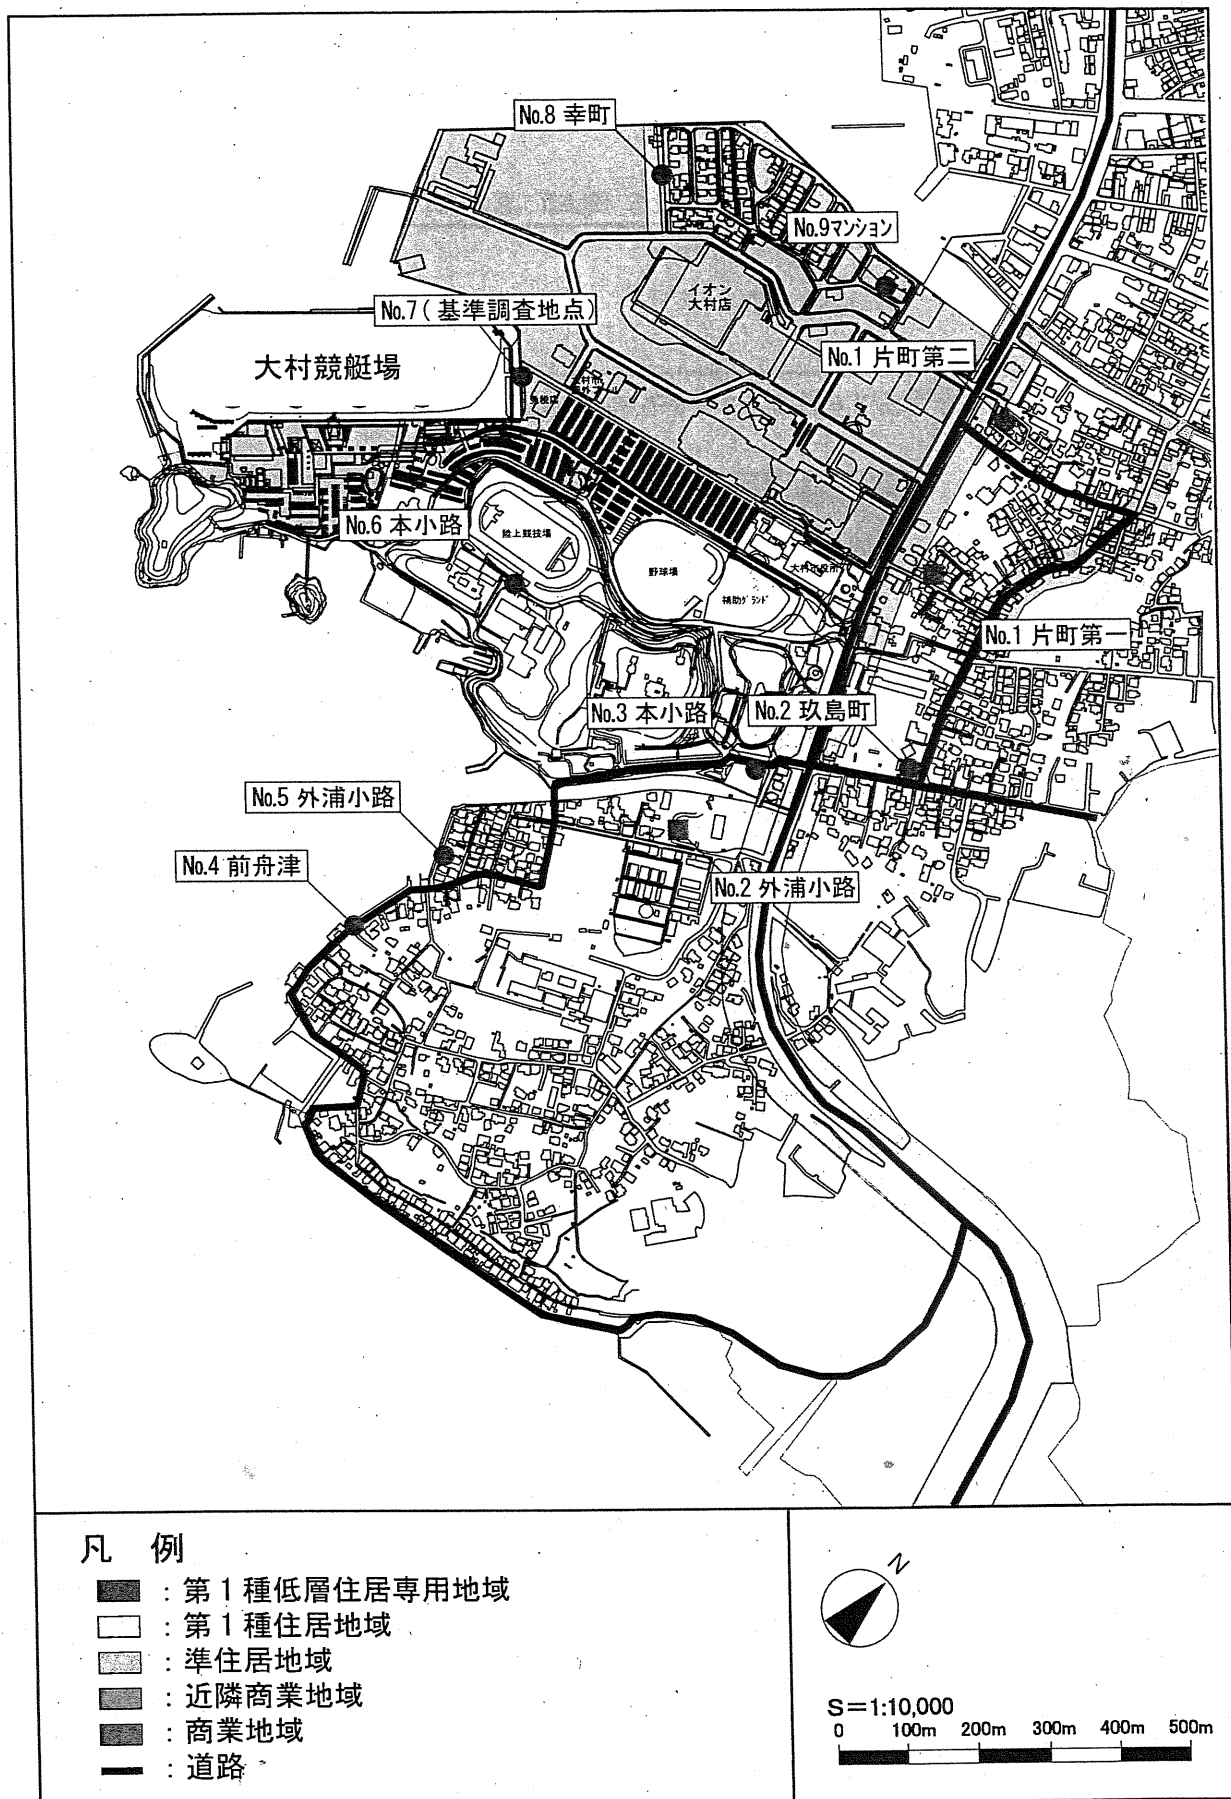 No.8 幸町
No.9マンション
イオン
大村店
No.7(基準調査地点)
No.1 片町第二
大村競艇場
No.6 本小路
陸上競技場
野球場
大村市役所
補助グランド
No.1 片町第一
No.3 本小路
No.2 玖島町
No.5 外浦小路
No.4 前舟津
No.2 外浦小路
凡 例
:第1種低層住居専用地域
:第1種住居地域
:準住居地域
:近隣商業地域
:商業地域
:道路
N
S=1:10,000
0 100m 200m 300m 400m 500m